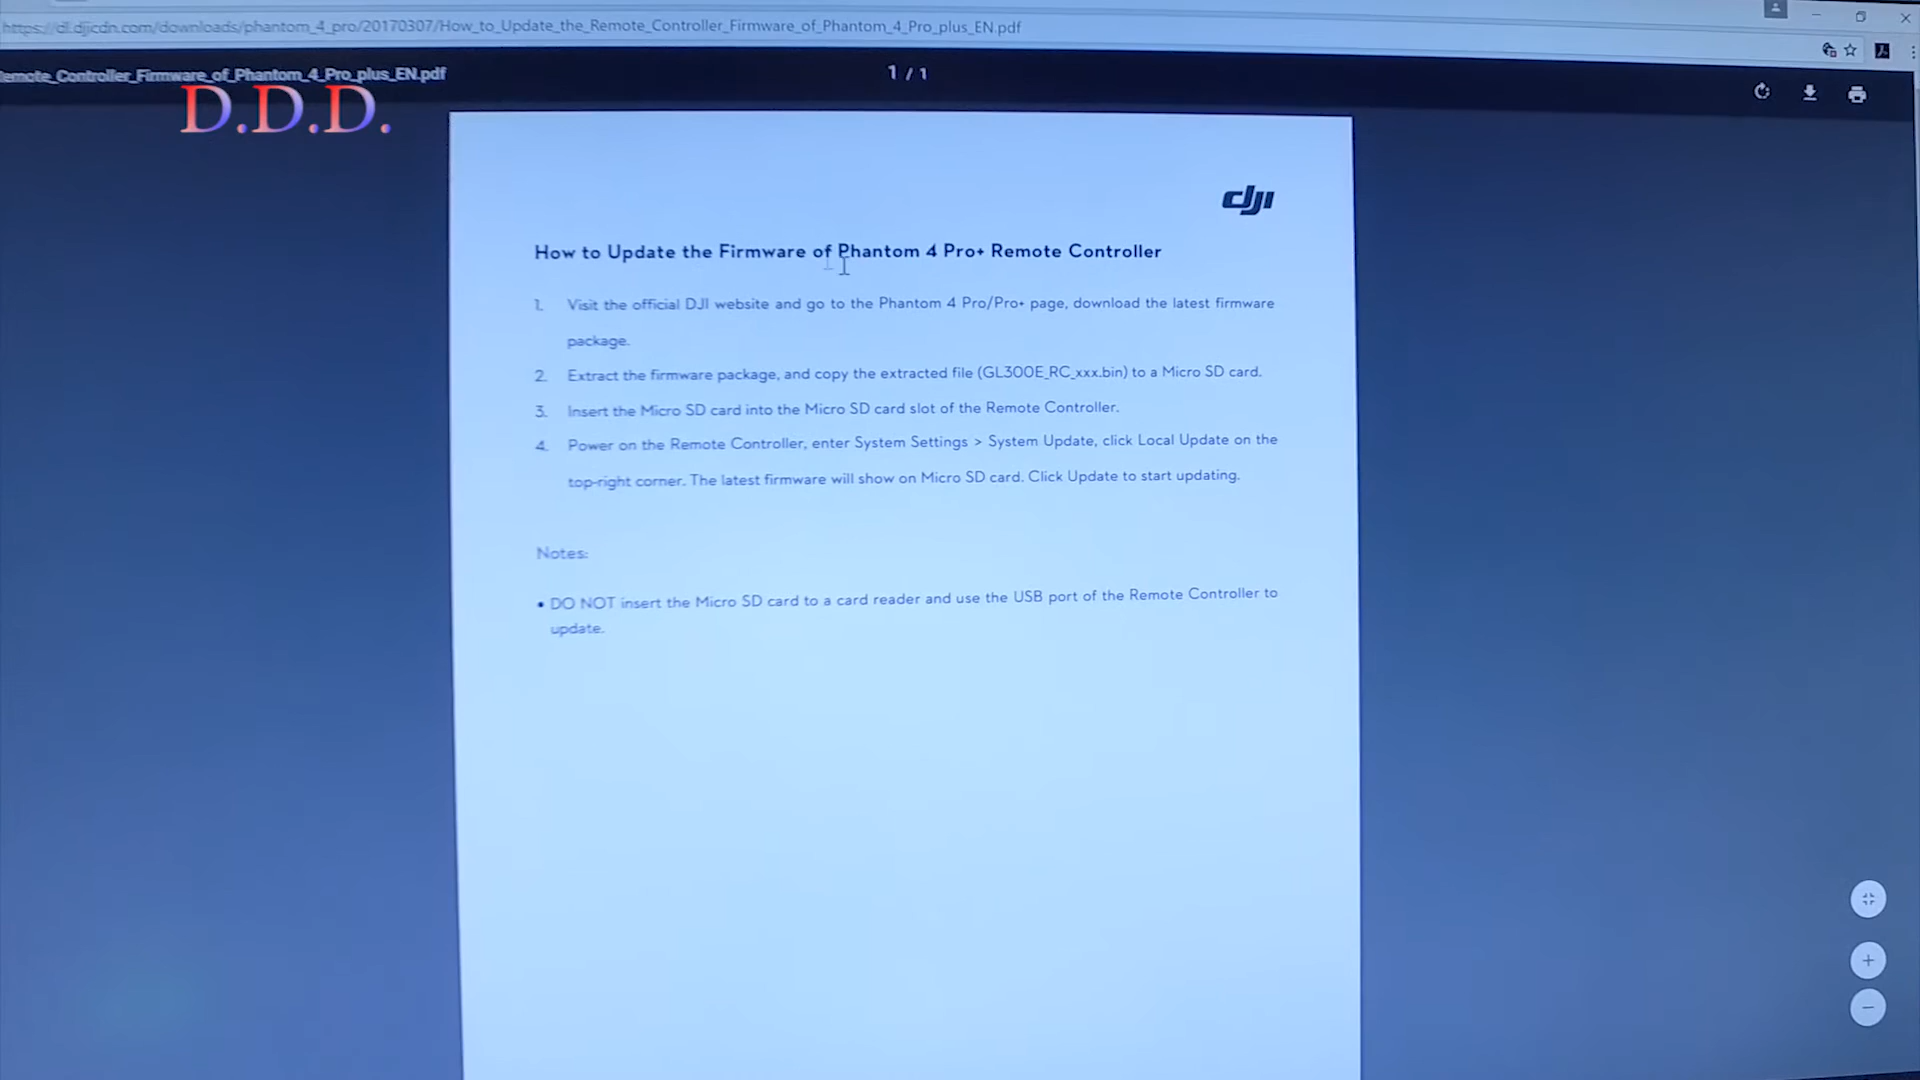 https://dl.djicdn.com/downloads/phantom_4_pro/20170307/How_to_Update_the_Remote_Controller_Firmware_of_Phantom_4_Pro_plus_EN.pdf
emote_Controller_Firmware_of_Phantom_4_Pro_plus_EN.pdf
1 / 1
D.D.D.
dji
How to Update the Firmware of Phantom 4 Pro+ Remote Controller
1. Visit the official DJI website and go to the Phantom 4 Pro/Pro+ page, download the latest firmware
package.
2. Extract the firmware package, and copy the extracted file (GL300E_RC_xxx.bin) to a Micro SD card.
3. Insert the Micro SD card into the Micro SD card slot of the Remote Controller.
4. Power on the Remote Controller, enter System Settings > System Update, click Local Update on the
top-right corner. The latest firmware will show on Micro SD card. Click Update to start updating.
Notes:
• DO NOT insert the Micro SD card to a card reader and use the USB port of the Remote Controller to
update.